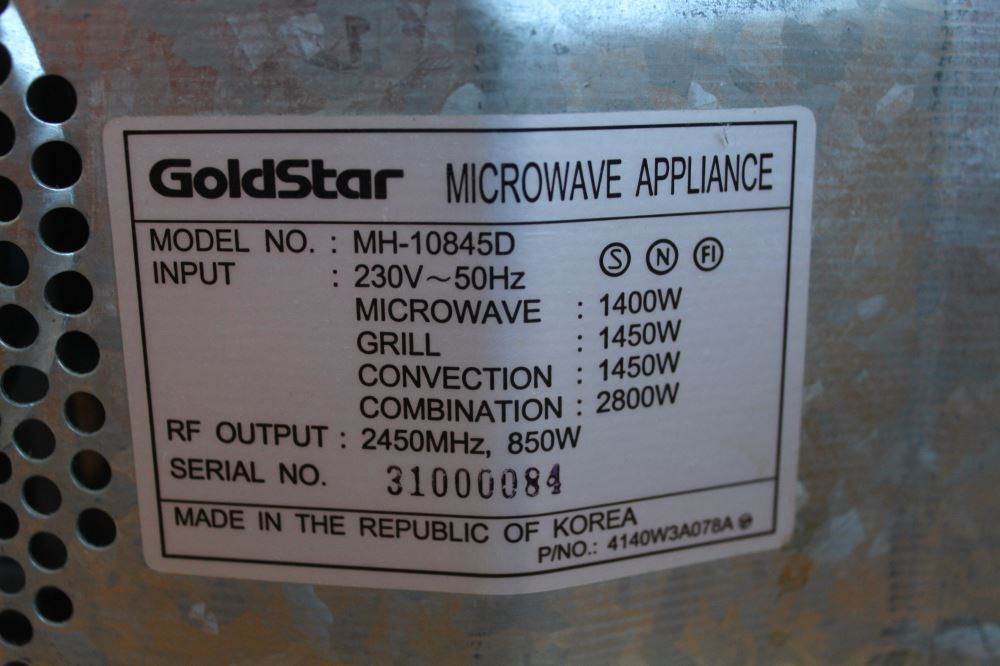 GoldStar MICROWAVE APPLIANCE
MODEL NO. : MH-10845D
S N FI
INPUT : 230V~50Hz
MICROWAVE : 1400W
GRILL : 1450W
CONVECTION : 1450W
COMBINATION : 2800W
RF OUTPUT : 2450MHz, 850W
SERIAL NO. 31000084
MADE IN THE REPUBLIC OF KOREA
P/NO.: 4140W3A078A